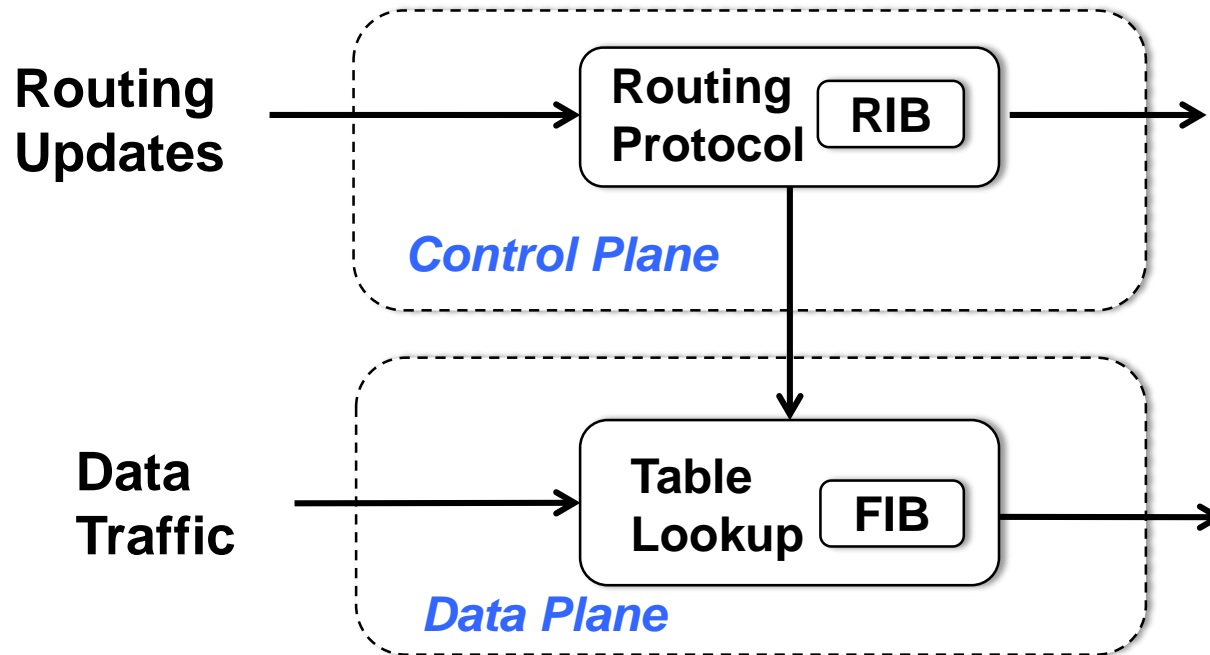 Routing
Updates
Routing
Protocol
RIB
Control Plane
Data
Traffic
Table
Lookup
FIB
Data Plane